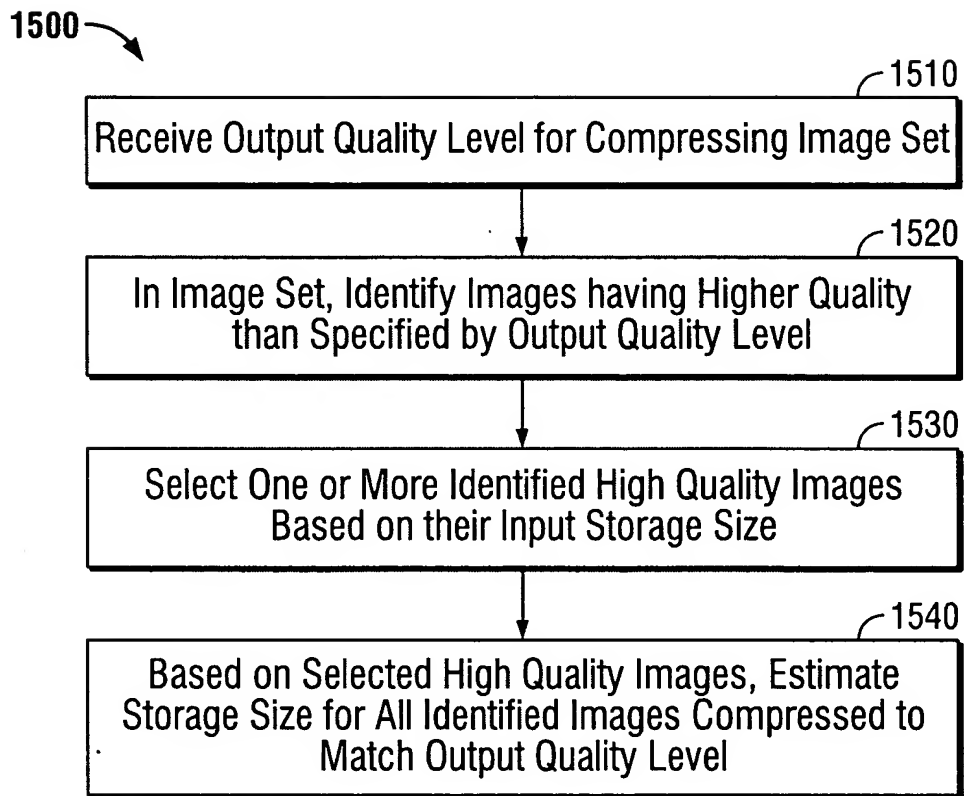 1500
1510
Receive Output Quality Level for Compressing Image Set
1520
In Image Set, Identify Images having Higher Quality
than Specified by Output Quality Level
1530
Select One or More Identified High Quality Images
Based on their Input Storage Size
1540
Based on Selected High Quality Images, Estimate
Storage Size for All Identified Images Compressed to
Match Output Quality Level